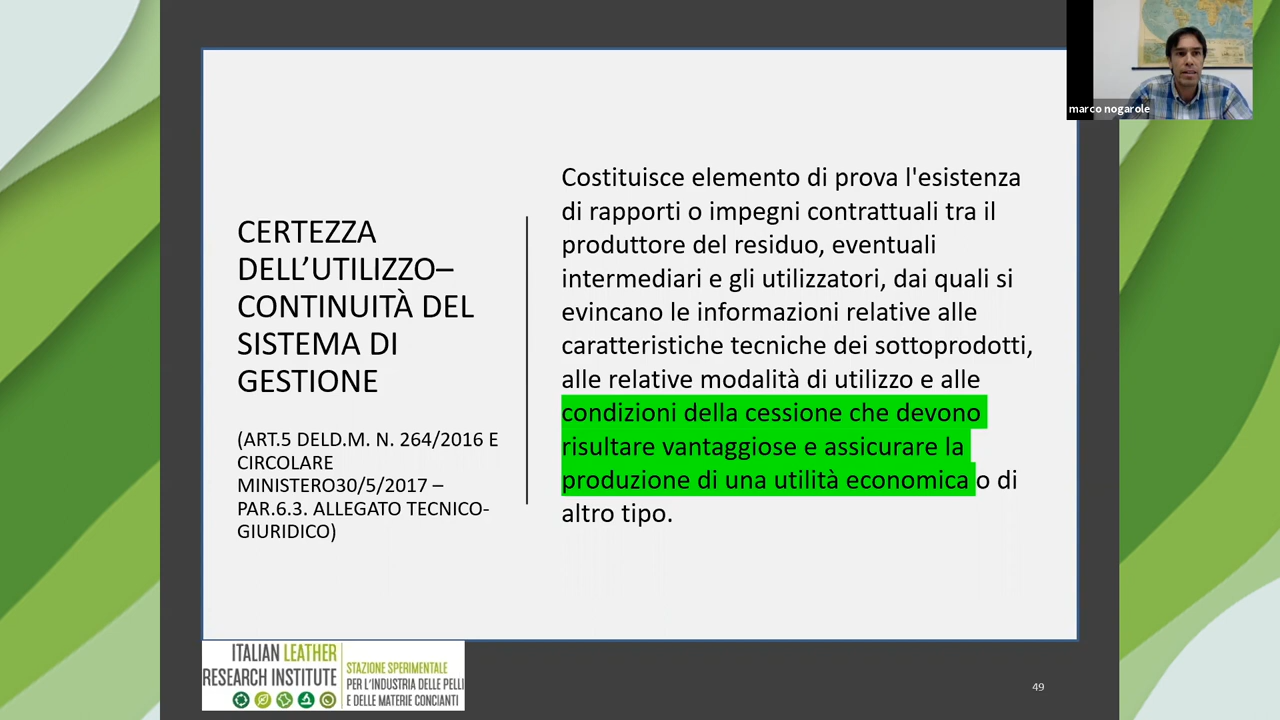 marco nogarole
CERTEZZA
DELL’UTILIZZO–
CONTINUITÀ DEL
SISTEMA DI
GESTIONE
(ART.5 DELD.M. N. 264/2016 E
CIRCOLARE
MINISTERO30/5/2017 –
PAR.6.3. ALLEGATO TECNICO-
GIURIDICO)
Costituisce elemento di prova l'esistenza
di rapporti o impegni contrattuali tra il
produttore del residuo, eventuali
intermediari e gli utilizzatori, dai quali si
evincano le informazioni relative alle
caratteristiche tecniche dei sottoprodotti,
alle relative modalità di utilizzo e alle
condizioni della cessione che devono
risultare vantaggiose e assicurare la
produzione di una utilità economica o di
altro tipo.
ITALIAN LEATHER
RESEARCH INSTITUTE
STAZIONE SPERIMENTALE
PER L'INDUSTRIA DELLE PELLI
E DELLE MATERIE CONCIANTI
49